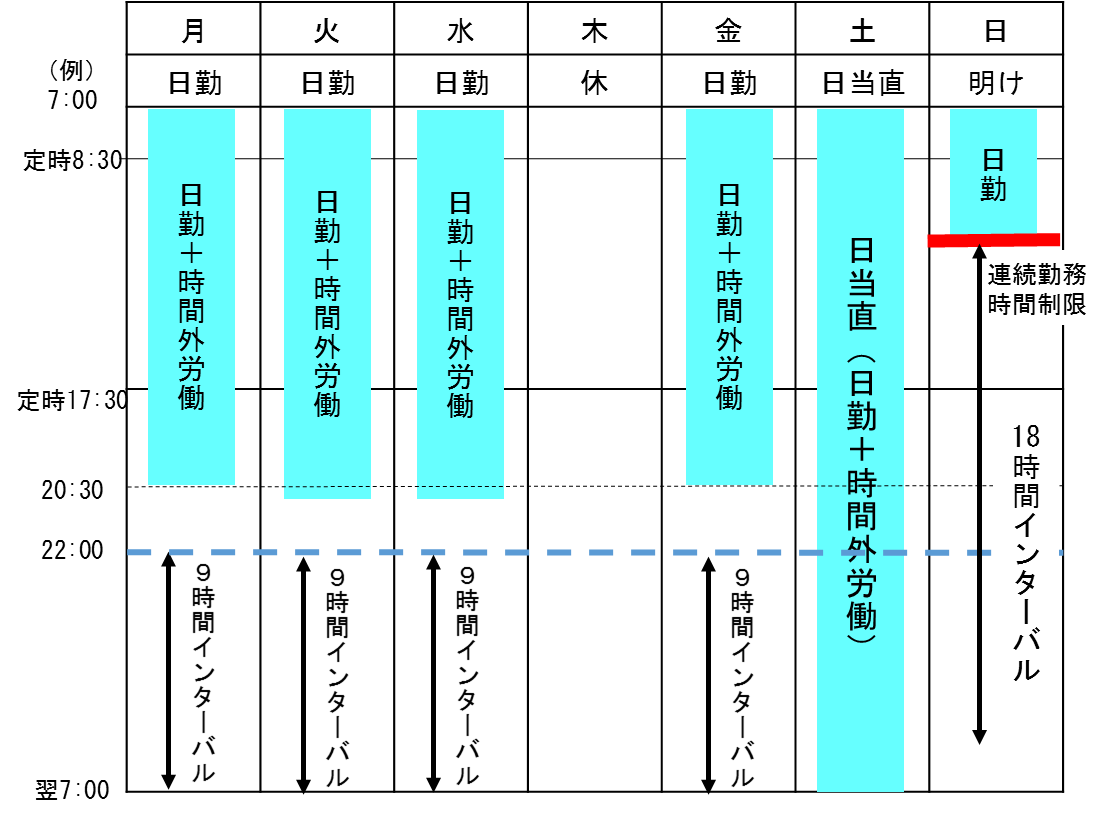 月 火 水 木 金 土 日
(例)
7:00
日勤 日勤 日勤 休 日勤 日当直 明け
定時8:30
定時17:30
20:30
22:00
翌7:00
日勤＋時間外労働
9時間インターバル
日勤＋時間外労働
9時間インターバル
日勤＋時間外労働
9時間インターバル
日勤＋時間外労働
9時間インターバル
日当直（日勤＋時間外労働）
日勤
連続勤務
時間制限
18時間インターバル